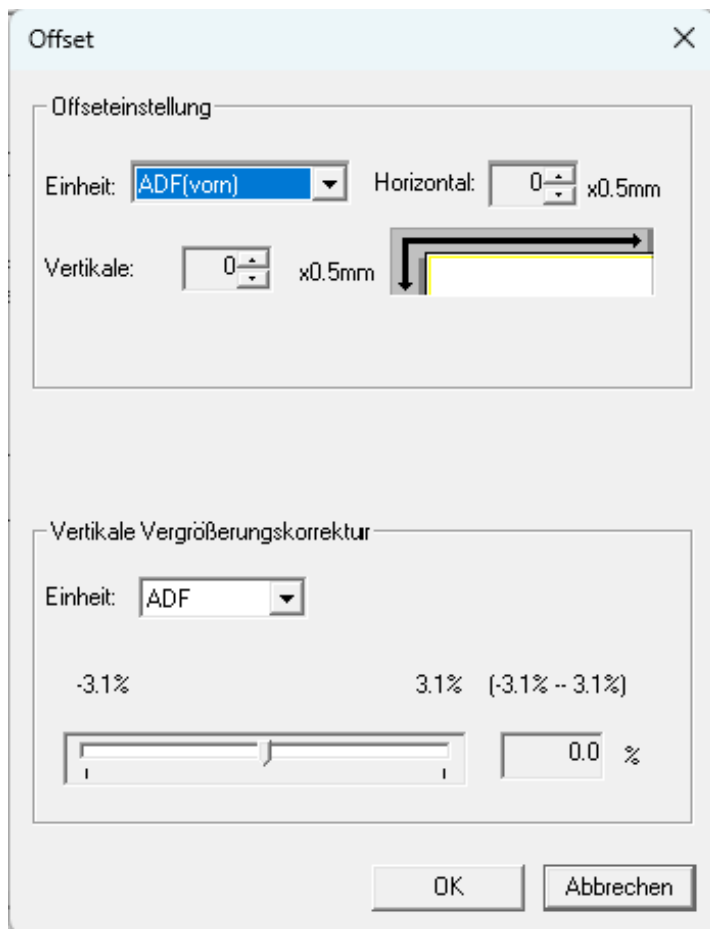 Offset
Offseteinstellung
Einheit: ADF(vorn) Horizontal: 0 x0.5mm
Vertikale: 0 x0.5mm
Vertikale Vergrößerungskorrektur
Einheit: ADF
-3.1% 3.1% (-3.1% -- 3.1%)
0.0 %
OK Abbrechen